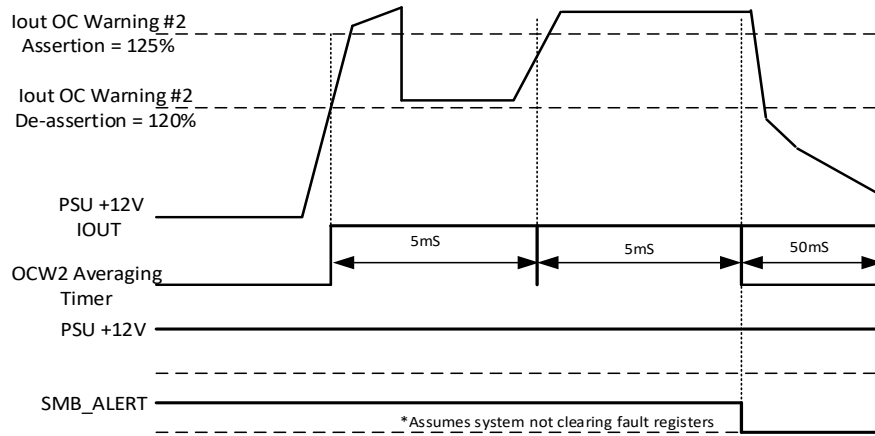 Iout OC Warning #2
Assertion = 125%
Iout OC Warning #2
De-assertion = 120%
PSU +12V
IOUT
5mS
5mS
50mS
OCW2 Averaging
Timer
PSU +12V
SMB_ALERT
*Assumes system not clearing fault registers